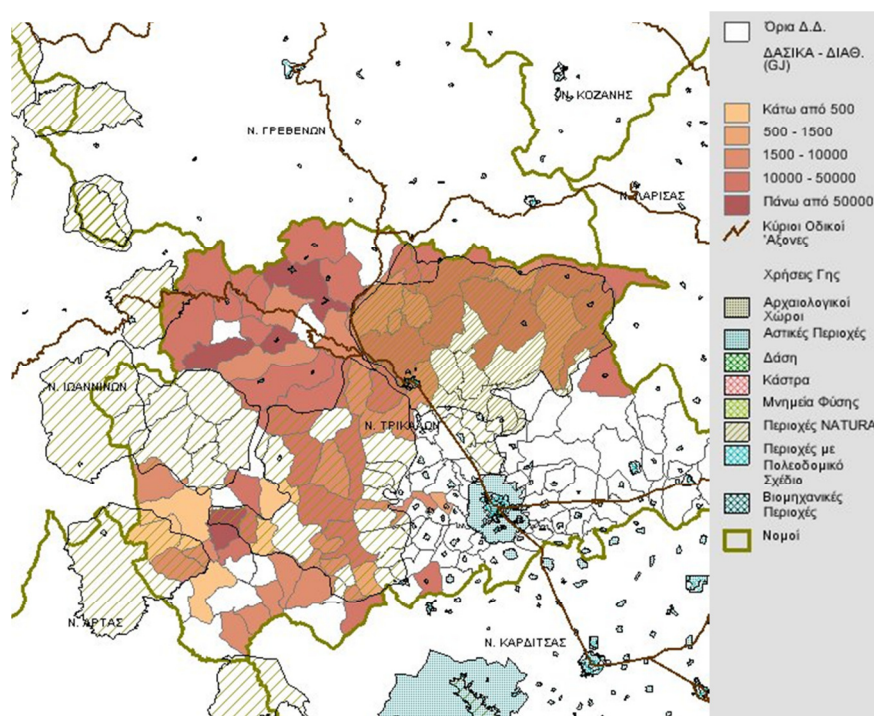 Ν. ΓΡΕΒΕΝΩΝ
Ν. ΚΟΖΑΝΗΣ
Ν. ΛΑΡΙΣΑΣ
Ν. ΙΩΑΝΝΙΝΩΝ
Ν. ΤΡΙΚΑΛΩΝ
Ν. ΑΡΤΑΣ
Ν. ΚΑΡΔΙΤΣΑΣ
Όρια Δ.Δ.
ΔΑΣΙΚΑ - ΔΙΑΘ.
(GJ)
Κάτω από 500
500 - 1500
1500 - 10000
10000 - 50000
Πάνω από 50000
Κύριοι Οδικοί
'Αξονες
Χρήσεις Γης
Αρχαιολογικοί
Χώροι
Αστικές Περιοχές
Δάση
Κάστρα
Μνημεία Φύσης
Περιοχές NATURA
Περιοχές με
Πολεοδομικό
Σχέδιο
Βιομηχανικές
Περιοχές
Νομοί